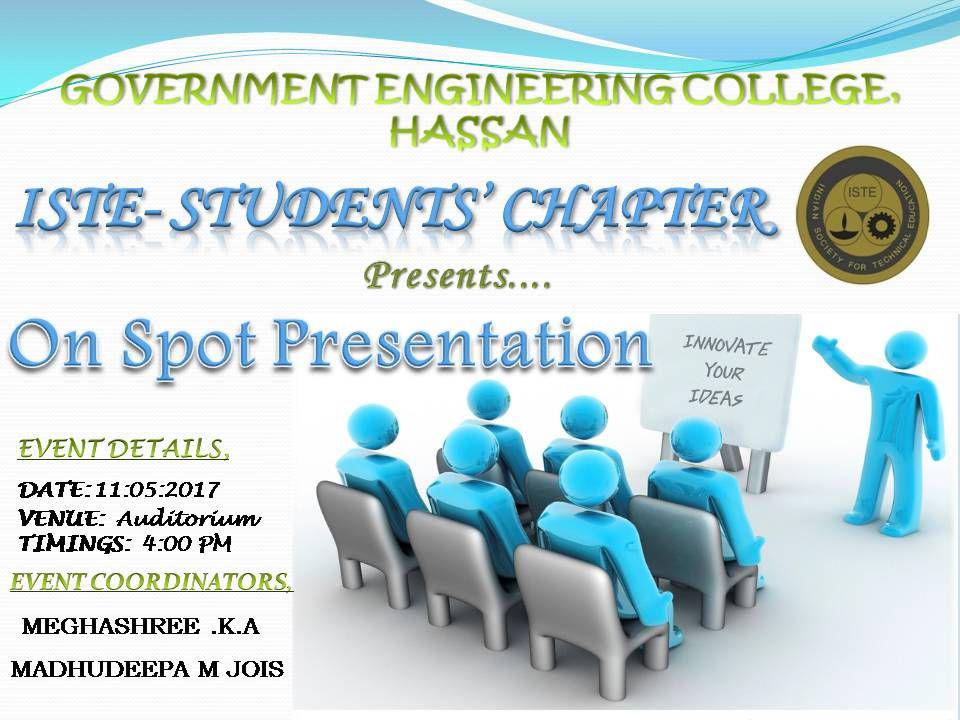 GOVERNMENT ENGINEERING COLLEGE,
HASSAN
ISTE- STUDENTS' CHAPTER
ISTE
INDIAN SOCIETY FOR TECHNICAL EDUCATION
Presents....
On Spot Presentation
INNOVATE
YOUR
IDEAS
EVENT DETAILS,
DATE:11:05:2017
VENUE: Auditorium
TIMINGS: 4:00 PM
EVENT COORDINATORS,
MEGHASHREE .K.A
MADHUDEEPA M JOIS